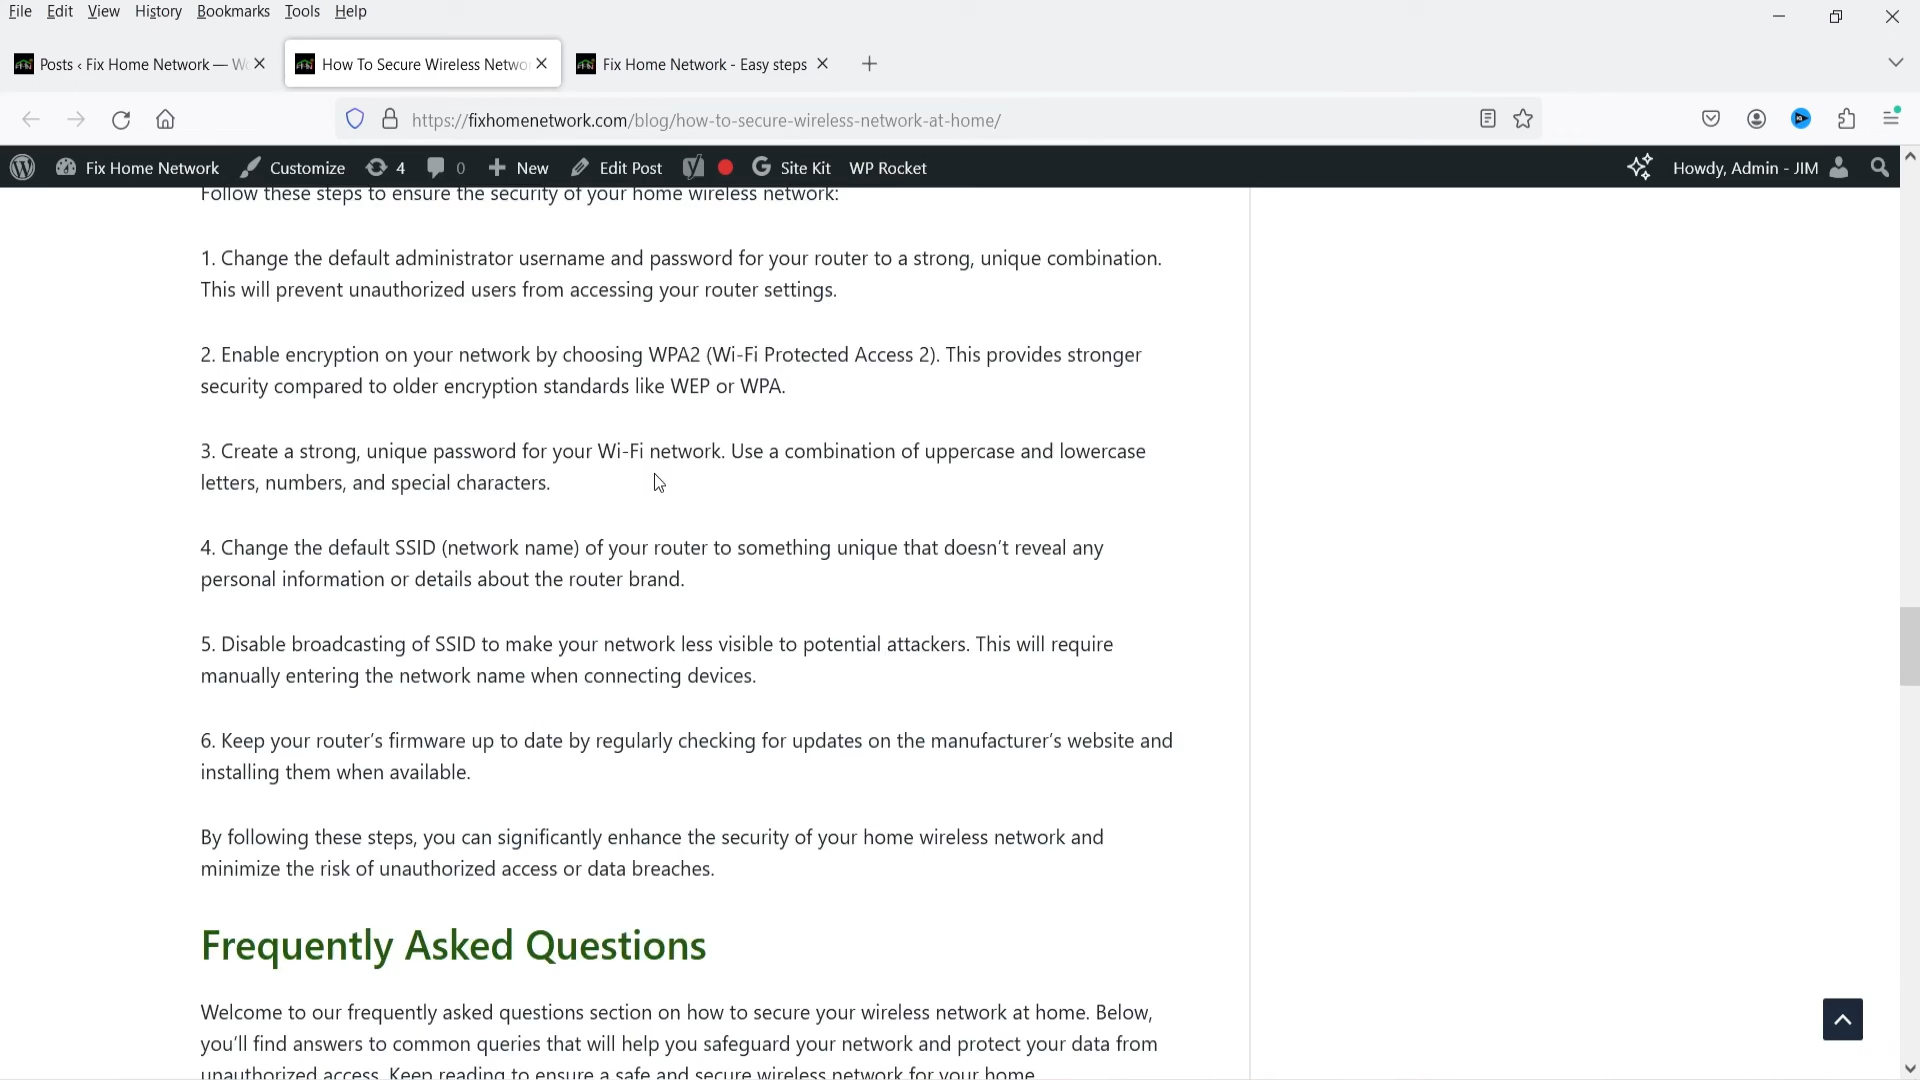 File Edit View History Bookmarks Tools Help
Posts ‹ Fix Home Network — Wo
How To Secure Wireless Netwo
Fix Home Network - Easy steps
https://fixhomenetwork.com/blog/how-to-secure-wireless-network-at-home/
Fix Home Network Customize 4 0 New Edit Post Site Kit WP Rocket Howdy, Admin - JIM
Follow these steps to ensure the security of your home wireless network:
1. Change the default administrator username and password for your router to a strong, unique combination.
This will prevent unauthorized users from accessing your router settings.
2. Enable encryption on your network by choosing WPA2 (Wi-Fi Protected Access 2). This provides stronger
security compared to older encryption standards like WEP or WPA.
3. Create a strong, unique password for your Wi-Fi network. Use a combination of uppercase and lowercase
letters, numbers, and special characters.
4. Change the default SSID (network name) of your router to something unique that doesn’t reveal any
personal information or details about the router brand.
5. Disable broadcasting of SSID to make your network less visible to potential attackers. This will require
manually entering the network name when connecting devices.
6. Keep your router’s firmware up to date by regularly checking for updates on the manufacturer’s website and
installing them when available.
By following these steps, you can significantly enhance the security of your home wireless network and
minimize the risk of unauthorized access or data breaches.
Frequently Asked Questions
Welcome to our frequently asked questions section on how to secure your wireless network at home. Below,
you’ll find answers to common queries that will help you safeguard your network and protect your data from
unauthorized access. Keep reading to ensure a safe and secure wireless network for your home.